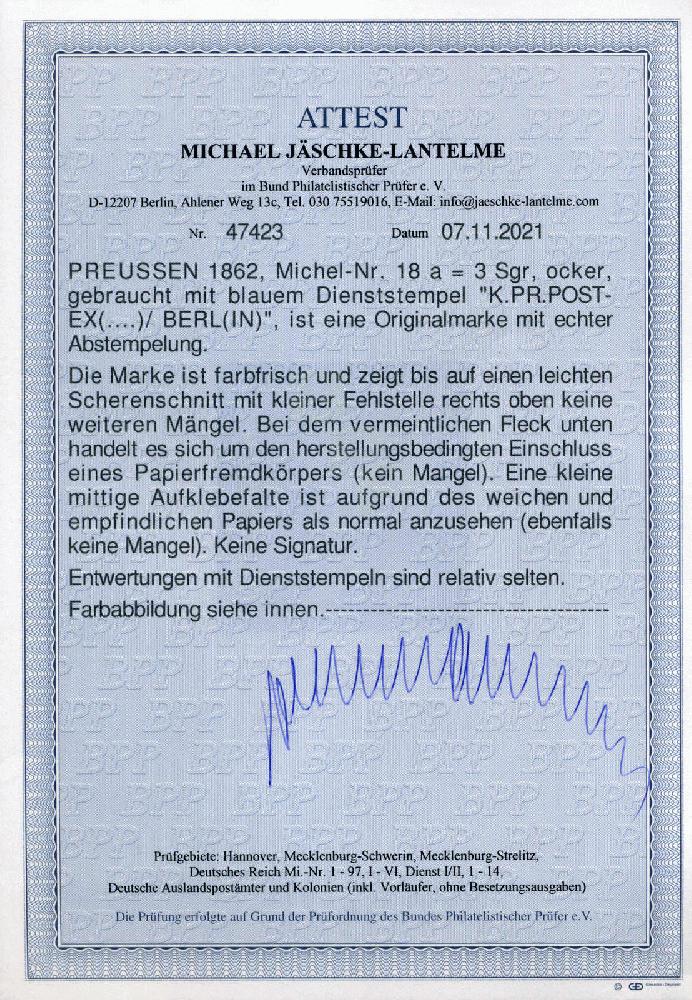 ATTEST
MICHAEL JÄSCHKE-LANTELME
Verbandsprüfer
im Bund Philatelistischer Prüfer e. V.
D-12207 Berlin, Ahlener Weg 13c, Tel. 030 75519016, E-Mail: info@jaeschke-lantelme.com
Nr. 47423 Datum 07.11.2021
PREUSSEN 1862, Michel-Nr. 18 a = 3 Sgr, ocker,
gebraucht mit blauem Dienststempel "K.PR.POST-
EX(....)/ BERL(IN)", ist eine Originalmarke mit echter
Abstempelung.
Die Marke ist farbfrisch und zeigt bis auf einen leichten
Scherenschnitt mit kleiner Fehlstelle rechts oben keine
weiteren Mängel. Bei dem vermeintlichen Fleck unten
handelt es sich um den herstellungsbedingten Einschluss
eines Papierfremdkörpers (kein Mangel). Eine kleine
mittige Aufklebefalte ist aufgrund des weichen und
empfindlichen Papiers als normal anzusehen (ebenfalls
keine Mangel). Keine Signatur.
Entwertungen mit Dienststempeln sind relativ selten.
Farbabbildung siehe innen.--------------------------------------
Prüfgebiete: Hannover, Mecklenburg-Schwerin, Mecklenburg-Strelitz,
Deutsches Reich Mi.-Nr. 1 - 97, I - VI, Dienst I/II, 1 - 14,
Deutsche Auslandspostämter und Kolonien (inkl. Vorläufer, ohne Besetzungsausgaben)
Die Prüfung erfolgte auf Grund der Prüfordnung des Bundes Philatelistischer Prüfer e.V.